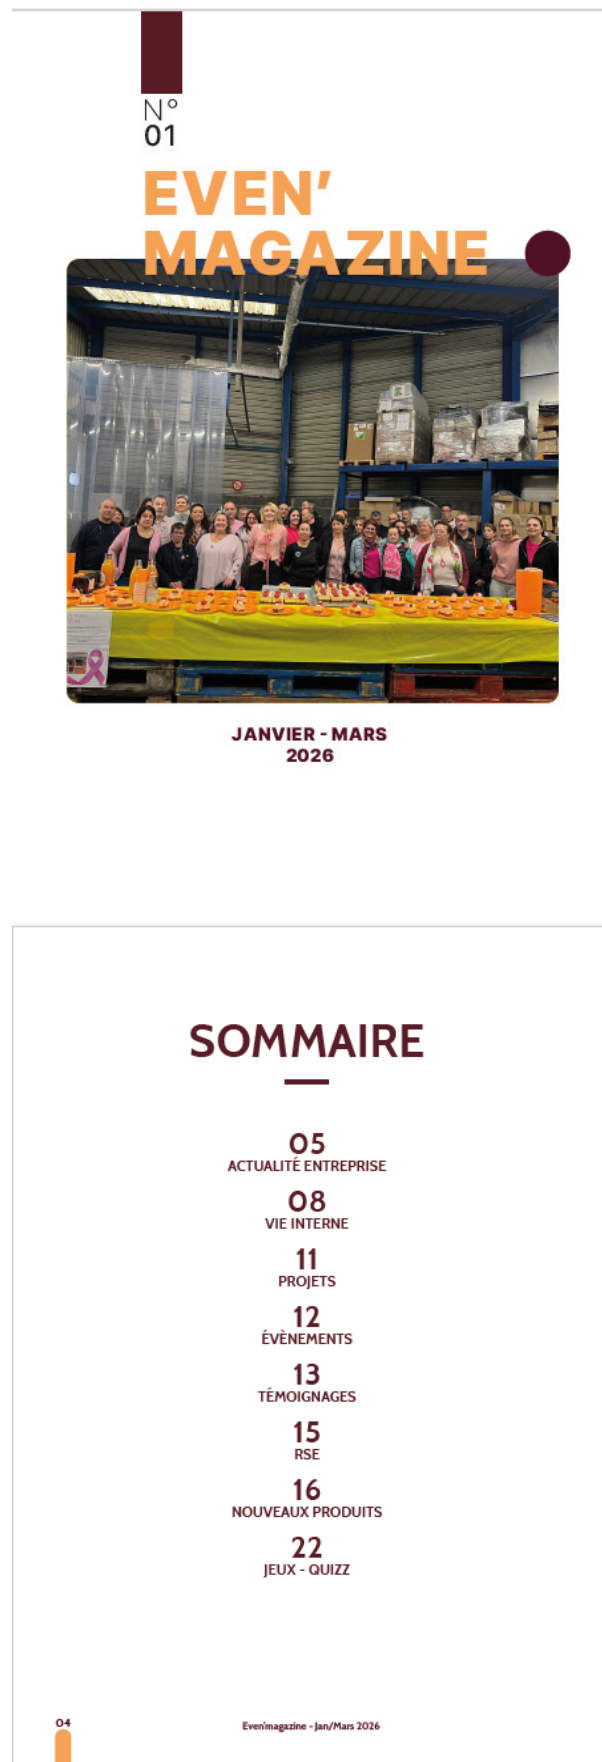 N°
01
EVEN’
MAGAZINE
JANVIER - MARS
2026
SOMMAIRE
05
ACTUALITÉ ENTREPRISE
08
VIE INTERNE
11
PROJETS
12
ÉVÈNEMENTS
13
TÉMOIGNAGES
15
RSE
16
NOUVEAUX PRODUITS
22
JEUX - QUIZZ
04
Even'magazine - Jan/Mars 2026